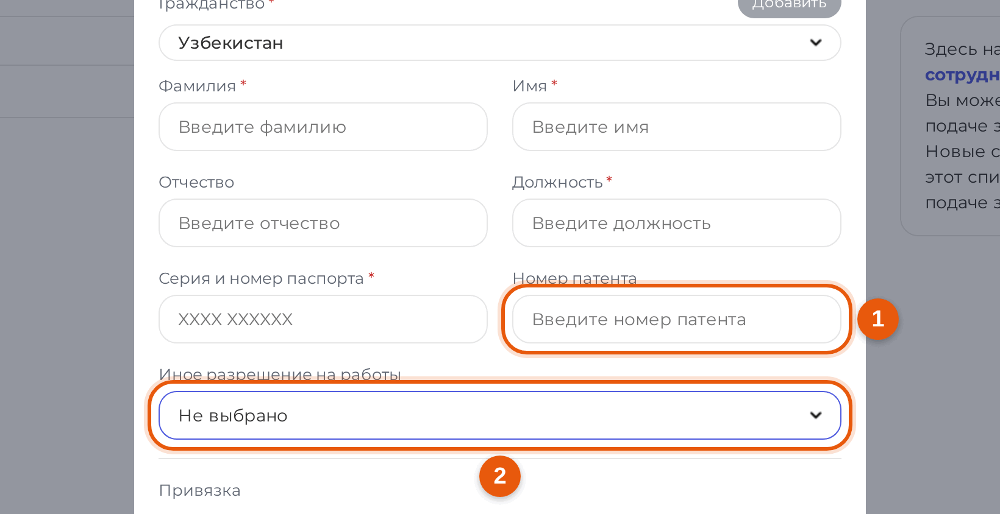 Гражданство *
Добавить
Узбекистан
Фамилия *
Имя *
Введите фамилию
Введите имя
Отчество
Должность *
Введите отчество
Введите должность
Серия и номер паспорта *
Номер патента
XXXX XXXXXX
Введите номер патента
1
Иное разрешение на работы
Не выбрано
2
Привязка
Здесь
сотрудн
Вы може
подаче
Новые
этот спи
подаче